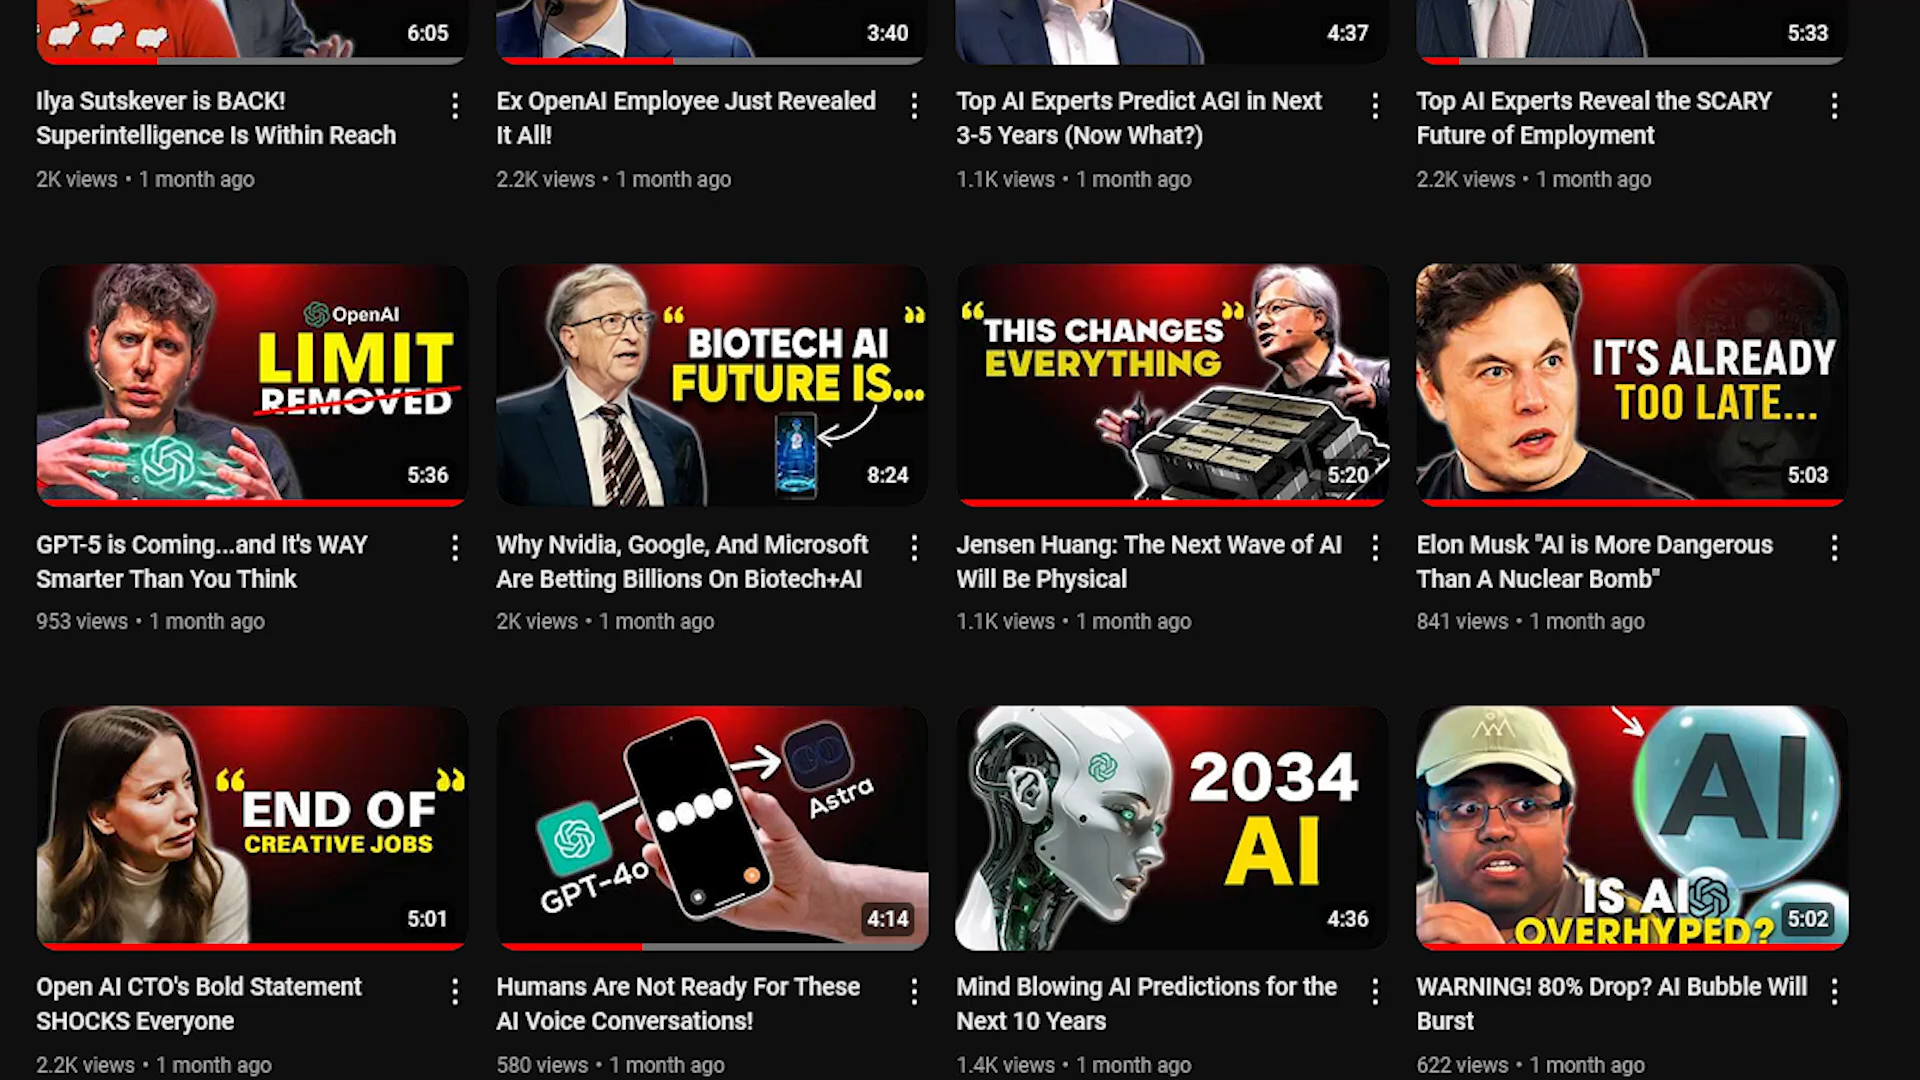 6:05
3:40
4:37
5:33
Ilya Sutskever is BACK!
Superintelligence Is Within Reach
2K views • 1 month ago
Ex OpenAI Employee Just Revealed
It All!
2.2K views • 1 month ago
Top AI Experts Predict AGI in Next
3-5 Years (Now What?)
1.1K views • 1 month ago
Top AI Experts Reveal the SCARY
Future of Employment
2.2K views • 1 month ago
OpenAI
LIMIT
REMOVED
5:36
“BIOTECH AI”
FUTURE IS...
8:24
“THIS CHANGES”
EVERYTHING
5:20
IT'S ALREADY
TOO LATE...
5:03
GPT-5 is Coming...and It's WAY
Smarter Than You Think
953 views • 1 month ago
Why Nvidia, Google, And Microsoft
Are Betting Billions On Biotech+AI
2K views • 1 month ago
Jensen Huang: The Next Wave of AI
Will Be Physical
1.1K views • 1 month ago
Elon Musk "AI is More Dangerous
Than A Nuclear Bomb"
841 views • 1 month ago
“END OF”
CREATIVE JOBS
5:01
Astra
GPT-4o
4:14
2034
AI
4:36
AI
IS AI
OVERHYPED?
5:02
Open AI CTO's Bold Statement
SHOCKS Everyone
2.2K views • 1 month ago
Humans Are Not Ready For These
AI Voice Conversations!
580 views • 1 month ago
Mind Blowing AI Predictions for the
Next 10 Years
1.4K views • 1 month ago
WARNING! 80% Drop? AI Bubble Will
Burst
622 views • 1 month ago